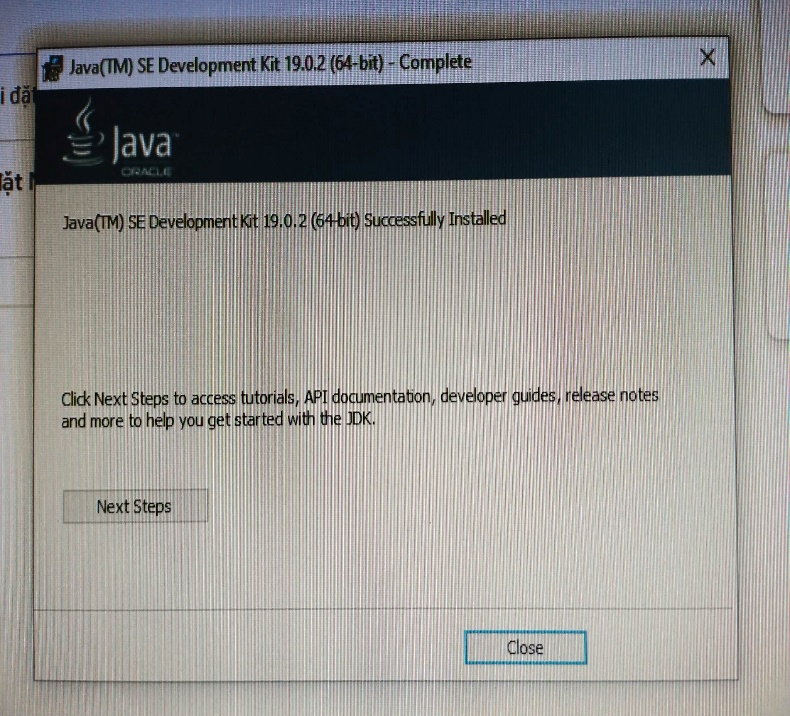 Java(TM) SE Development Kit 19.0.2 (64-bit) - Complete
i đặt
Java
ORACLE
đặt
Java(TM) SE Development Kit 19.0.2 (64-bit) Successfully Installed
Click Next Steps to access tutorials, API documentation, developer guides, release notes
and more to help you get started with the JDK.
Next Steps
Close